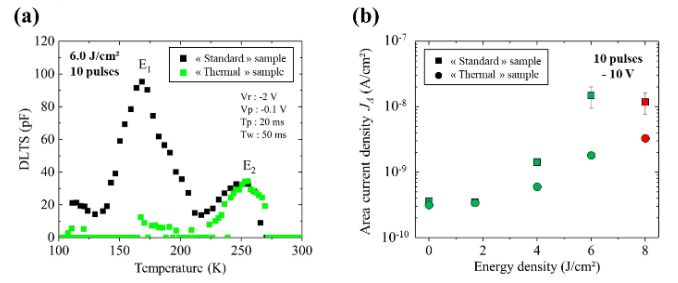 (a)
6.0 J/cm²
10 pulses
E1
« Standard » sample
« Thermal » sample
Vr : -2 V
Vp : -0.1 V
Tp : 20 ms
Tw : 50 ms
E2
DLTS (pF)
120
100
80
60
40
20
0
100 150 200 250 300
Temperature (K)
(b)
« Standard » sample
« Thermal » sample
10 pulses
- 10 V
Area current density JA (A/cm²)
10-8
10-9
10-10
0 2 4 6 8
Energy density (J/cm²)